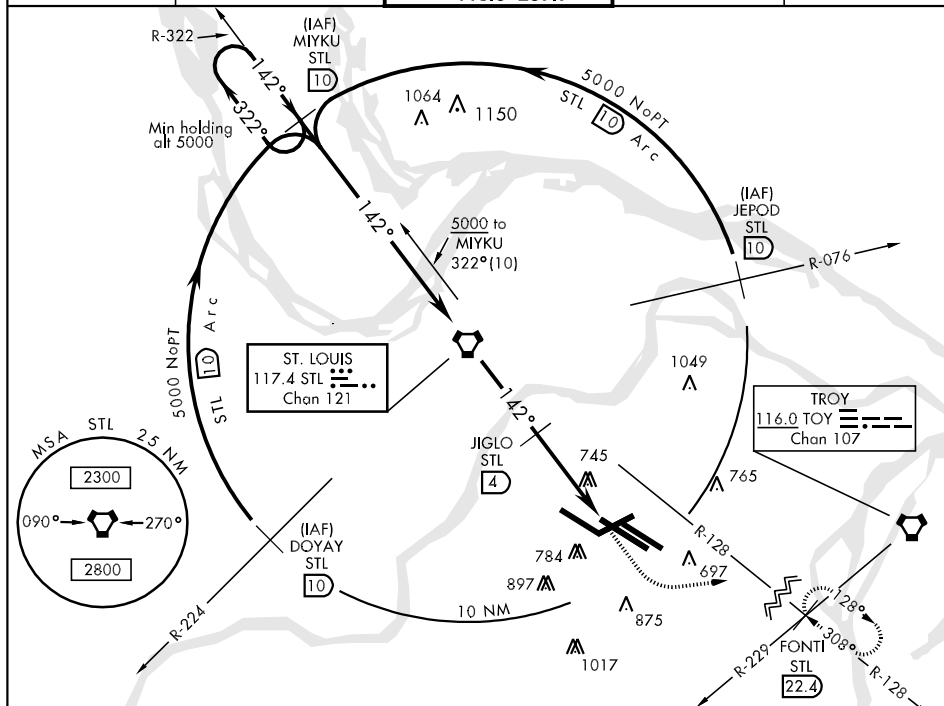 R-322
(IAF)
MIYKU
STL
10
142°
322°
Min holding
alt 5000
1064
1150
5000 NoPT
STL 10 Arc
(IAF)
JEPOD
STL
10
R-076
142°
5000 to
MIYKU
322°(10)
5000 NoPT
STL 10 Arc
ST. LOUIS
117.4 STL
Chan 121
1049
TROY
116.0 TOY
Chan 107
142°
JIGLO
STL
4
745
765
MSA STL 25 NM
2300
090°
270°
2800
(IAF)
DOYAY
STL
10
R-224
10 NM
784
897
697
875
1017
R-128
128°
308°
FONTI
STL
22.4
R-229
R-128